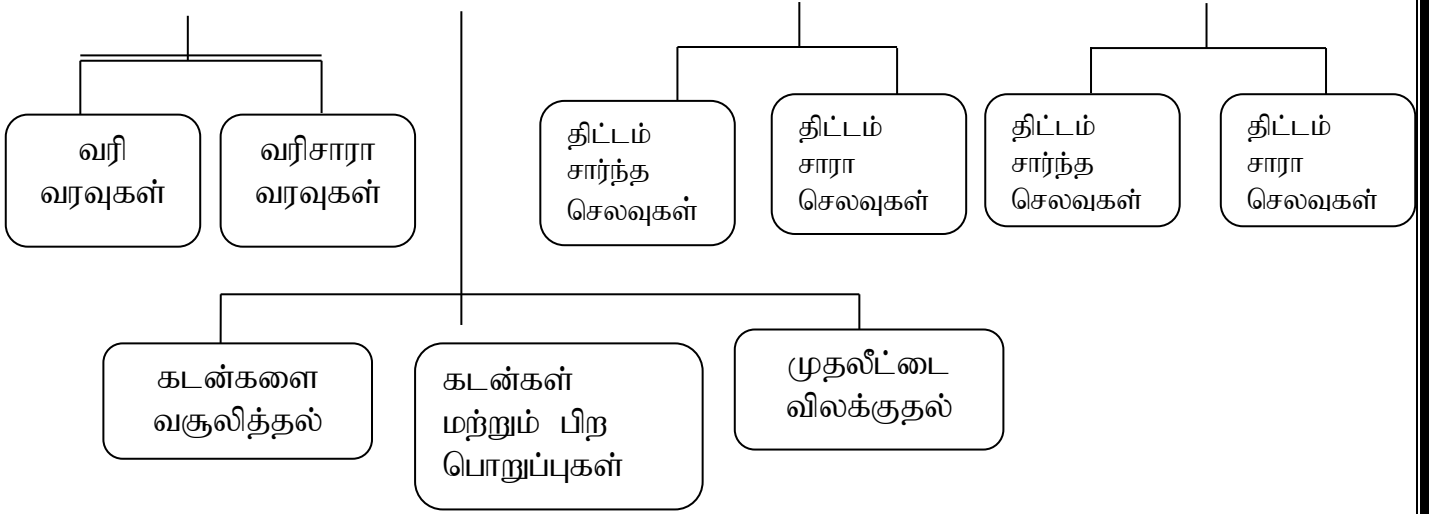 வரி
வரவுகள்
வரிசாரா
வரவுகள்
திட்டம்
சார்ந்த
செலவுகள்
திட்டம்
சாரா
செலவுகள்
திட்டம்
சார்ந்த
செலவுகள்
திட்டம்
சாரா
செலவுகள்
கடன்களை
வசூலித்தல்
கடன்கள்
மற்றும் பிற
பொறுப்புகள்
முதலீட்டை
விலக்குதல்